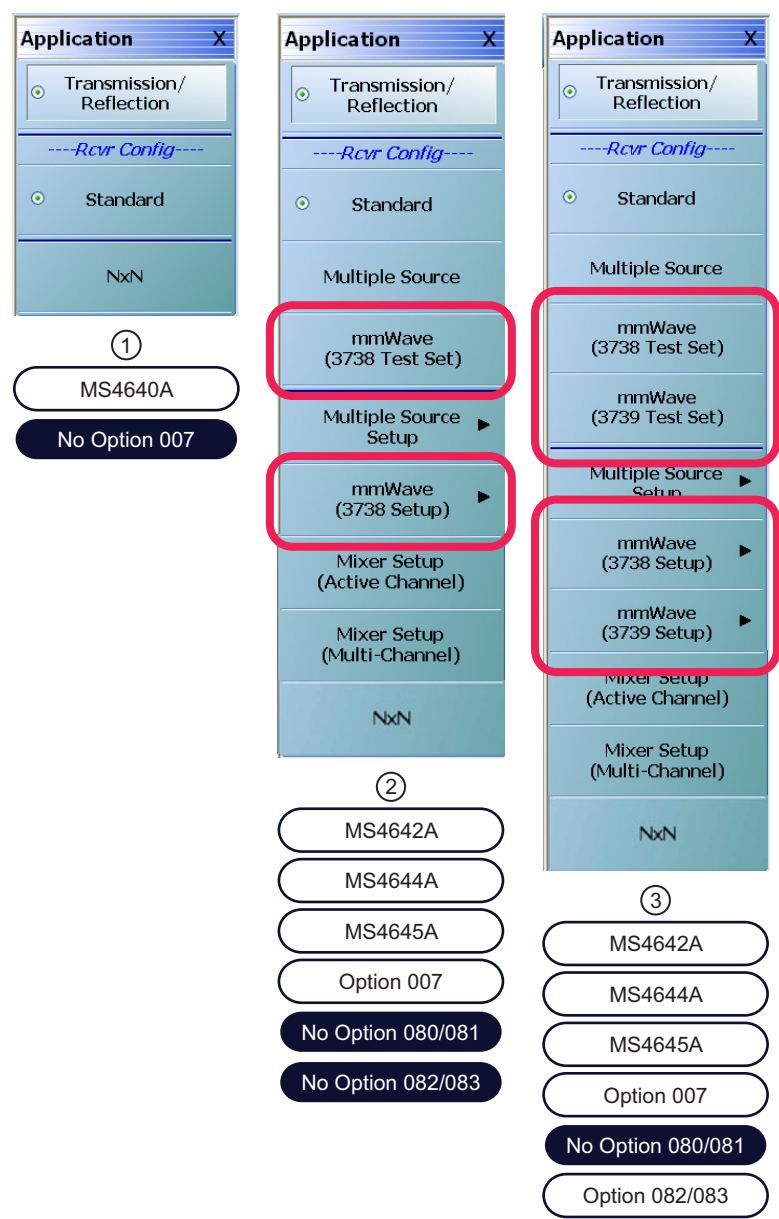 Application X
Transmission/
Reflection
----Rcvr Config----
Standard
NxN
1
MS4640A
No Option 007
Application X
Transmission/
Reflection
----Rcvr Config----
Standard
Multiple Source
mmWave
(3738 Test Set)
Multiple Source
Setup
mmWave
(3738 Setup)
Mixer Setup
(Active Channel)
Mixer Setup
(Multi-Channel)
NxN
2
MS4642A
MS4644A
MS4645A
Option 007
No Option 080/081
No Option 082/083
Application X
Transmission/
Reflection
----Rcvr Config----
Standard
Multiple Source
mmWave
(3738 Test Set)
mmWave
(3739 Test Set)
Multiple Source
Setup
mmWave
(3738 Setup)
mmWave
(3739 Setup)
Mixer Setup
(Active Channel)
Mixer Setup
(Multi-Channel)
NxN
3
MS4642A
MS4644A
MS4645A
Option 007
No Option 080/081
Option 082/083